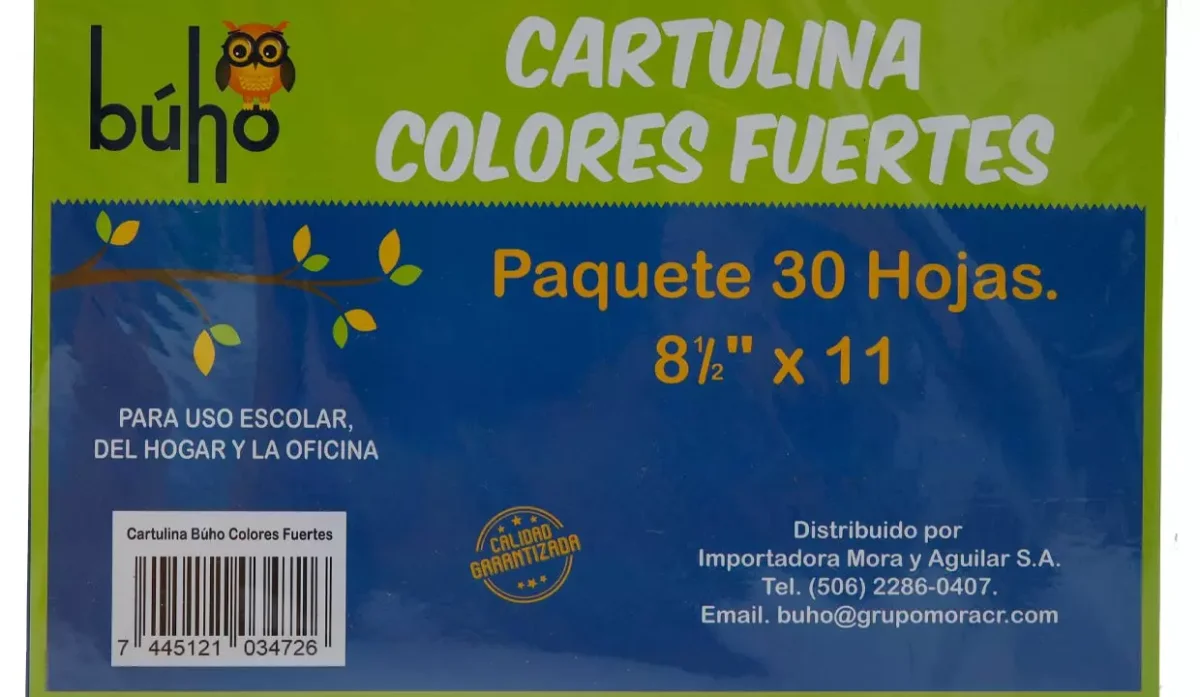 búho
CARTULINA
COLORES FUERTES
Paquete 30 Hojas.
8½" x 11
PARA USO ESCOLAR,
DEL HOGAR Y LA OFICINA
Cartulina Búho Colores Fuertes
7 445121 034726
CALIDAD
GARANTIZADA
Distribuido por
Importadora Mora y Aguilar S.A.
Tel. (506) 2286-0407.
Email. buho@grupomoracr.com